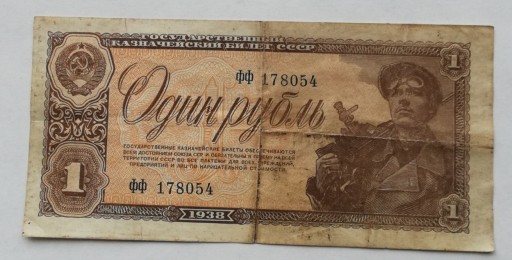 ГОСУДАРСТВЕННЫЙ
КАЗНАЧЕЙСКИЙ БИЛЕТ СССР
1
фф 178054
Один рубль
ГОСУДАРСТВЕННЫЕ КАЗНАЧЕЙСКИЕ БИЛЕТЫ ОБЕСПЕЧИВАЮТСЯ
ВСЕМ ДОСТОЯНИЕМ СОЮЗА ССР И ОБЯЗАТЕЛЬНЫ К ПРИЕМУ НА ВСЕЙ
ТЕРРИТОРИИ СССР ВО ВСЕ ПЛАТЕЖИ ДЛЯ ВСЕХ УЧРЕЖДЕНИЙ,
ПРЕДПРИЯТИЙ И ЛИЦ ПО НАРИЦАТЕЛЬНОЙ СТОИМОСТИ.
1
фф 178054
1938
1